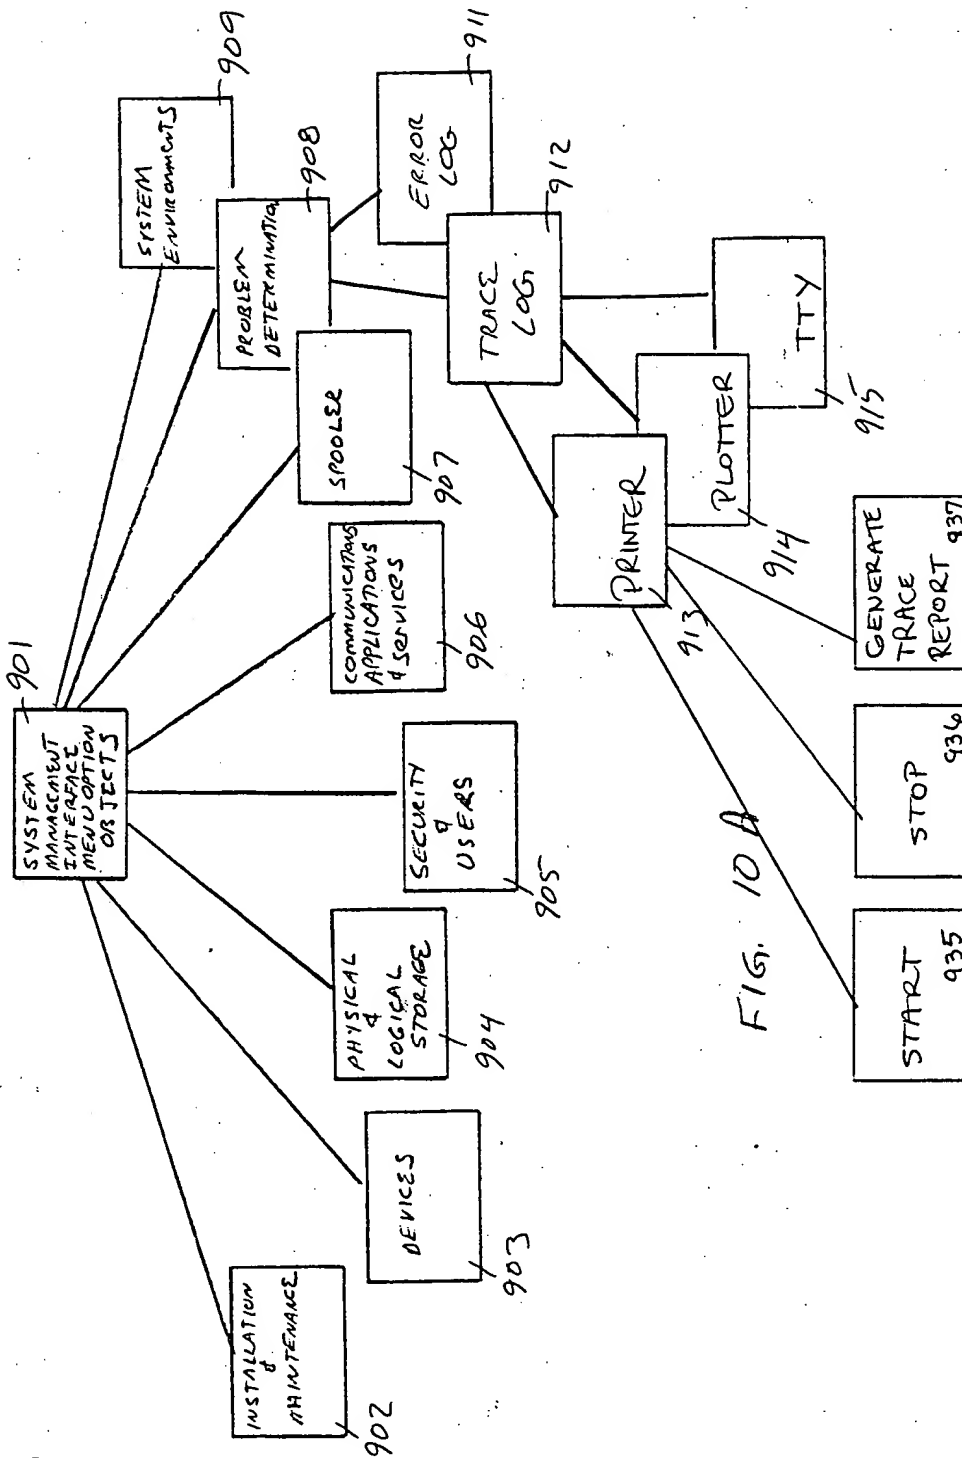 901
SYSTEM
MANAGEMENT
INTERFACE
MENU OPTION
OBJECTS
INSTALLATION
&
MAINTENANCE
902
DEVICES
903
PHYSICAL
&
LOGICAL
STORAGE
904
SECURITY
&
USERS
905
COMMUNICATIONS
APPLICATIONS
& SERVICES
906
SPOOLER
907
PROBLEM
DETERMINATION
908
SYSTEM
ENVIRONMENTS
909
ERROR
LOG
911
TRACE
LOG
912
PRINTER
913
PLOTTER
914
TTY
915
START
935
STOP
936
GENERATE
TRACE
REPORT
937
FIG. 10 A